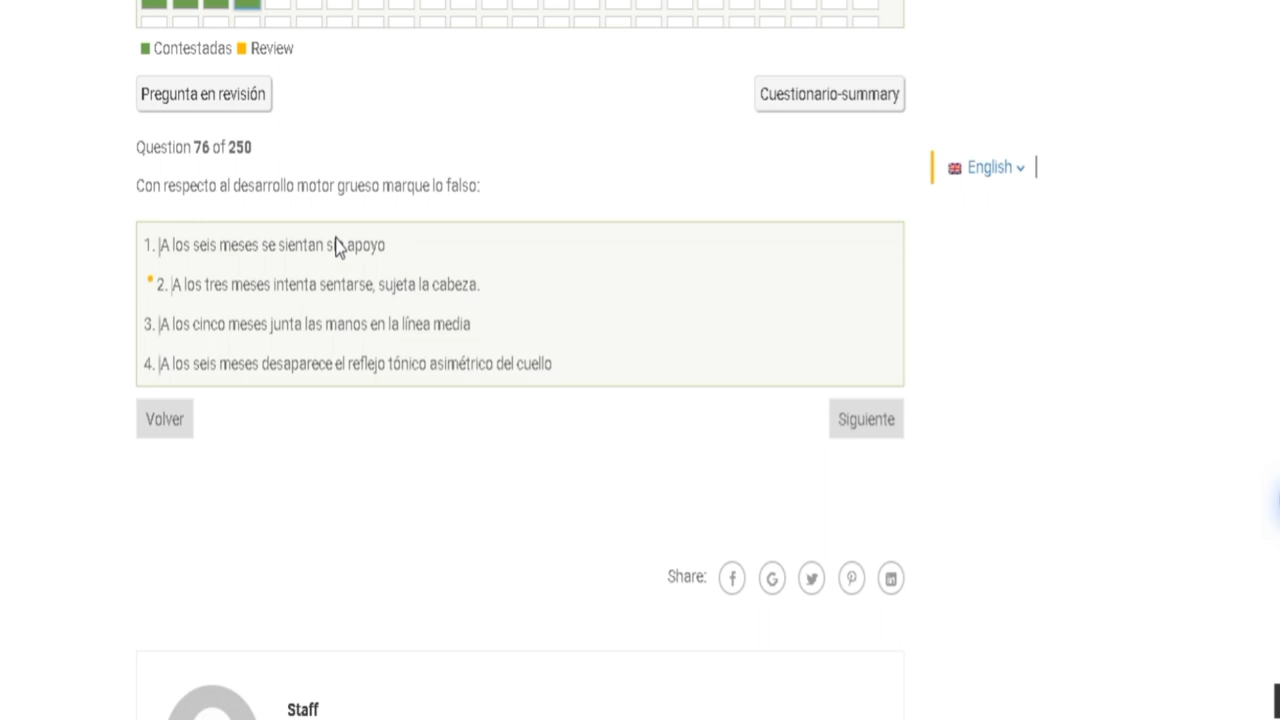 Contestadas Review
Pregunta en revisión
Cuestionario-summary
Question 76 of 250
English
Con respecto al desarrollo motor grueso marque lo falso:
1. A los seis meses se sientan s apoyo
2. A los tres meses intenta sentarse, sujeta la cabeza.
3. A los cinco meses junta las manos en la línea media
4. A los seis meses desaparece el reflejo tónico asimétrico del cuello
Volver
Siguiente
Share:
Staff